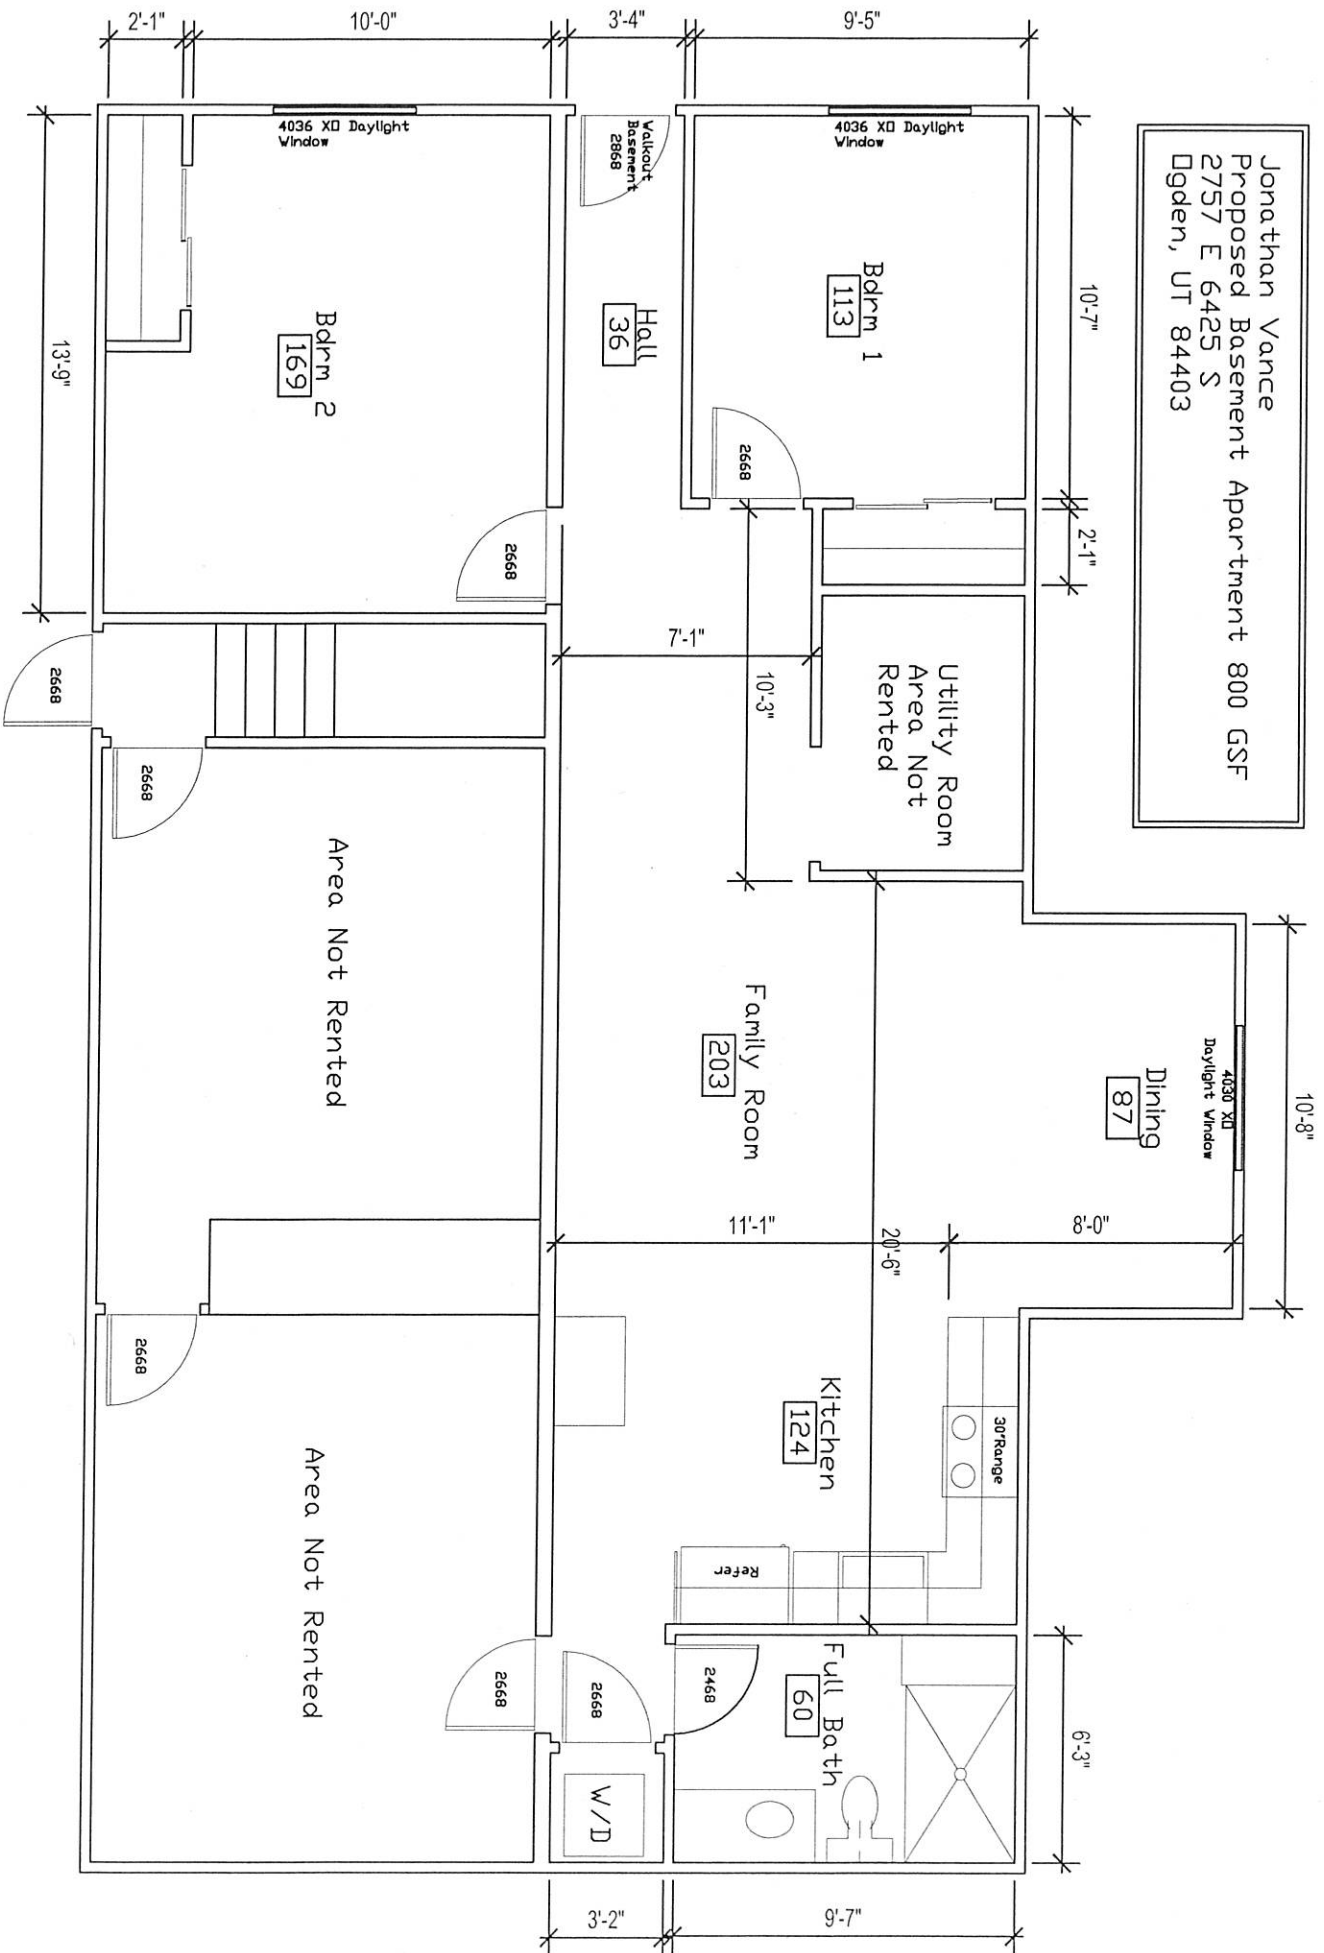 Jonathan Vance
Proposed Basement Apartment 800 GSF
2757 E 6425 S
Ogden, UT 84403
2'-1"
10'-0"
3'-4"
9'-5"
4036 XO Daylight
Window
Walkout
Basement
2868
4036 XO Daylight
Window
10'-7"
2'-1"
Bdrm 1
113
Hall
36
Bdrm 2
169
13'-9"
2668
2668
2668
2668
7'-1"
10'-3"
Utility Room
Area Not
Rented
Area Not Rented
Family Room
203
Dining
87
4030 XO
Daylight Window
10'-8"
11'-1"
20'-6"
8'-0"
Kitchen
124
30"Range
Refer
2668
Area Not Rented
2668
2668
2468
Full Bath
60
6'-3"
W/D
3'-2"
9'-7"